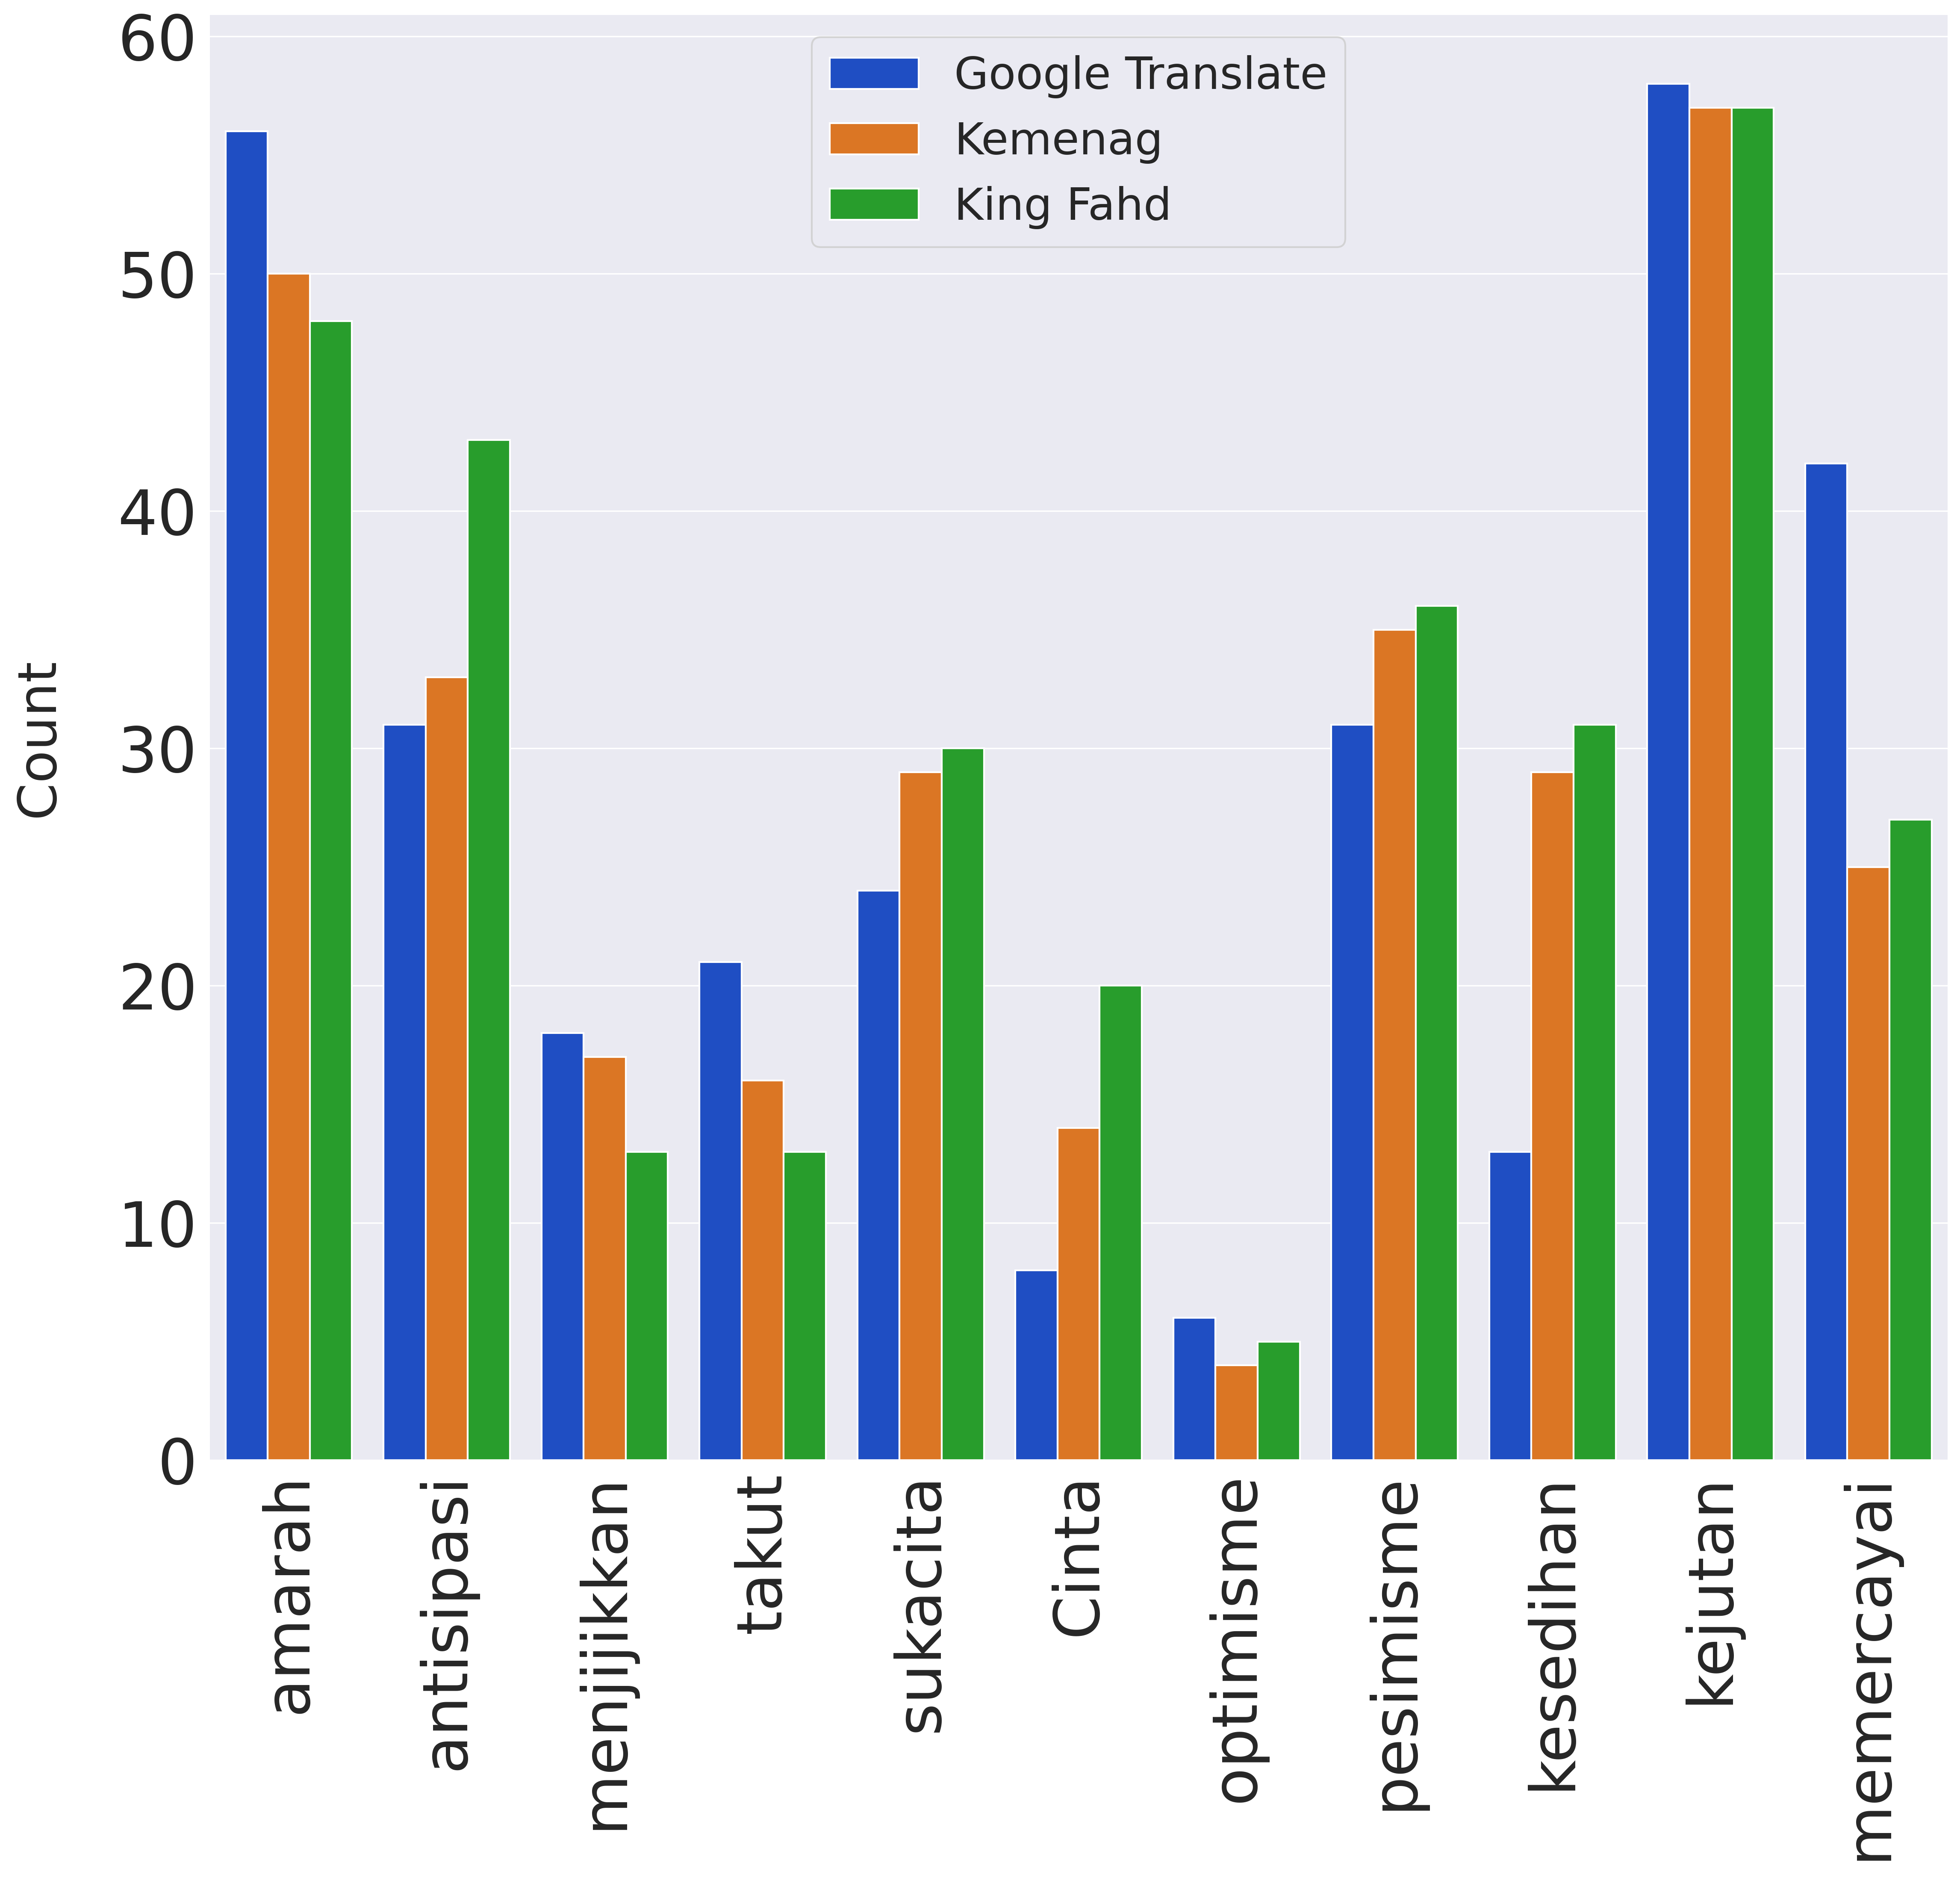 60
50
40
30
20
10
0
Count
Google Translate
Kemenag
King Fahd
amarah
antisipasi
menjijikkan
takut
sukacita
Cinta
optimisme
pesimisme
kesedihan
kejutan
memercayai